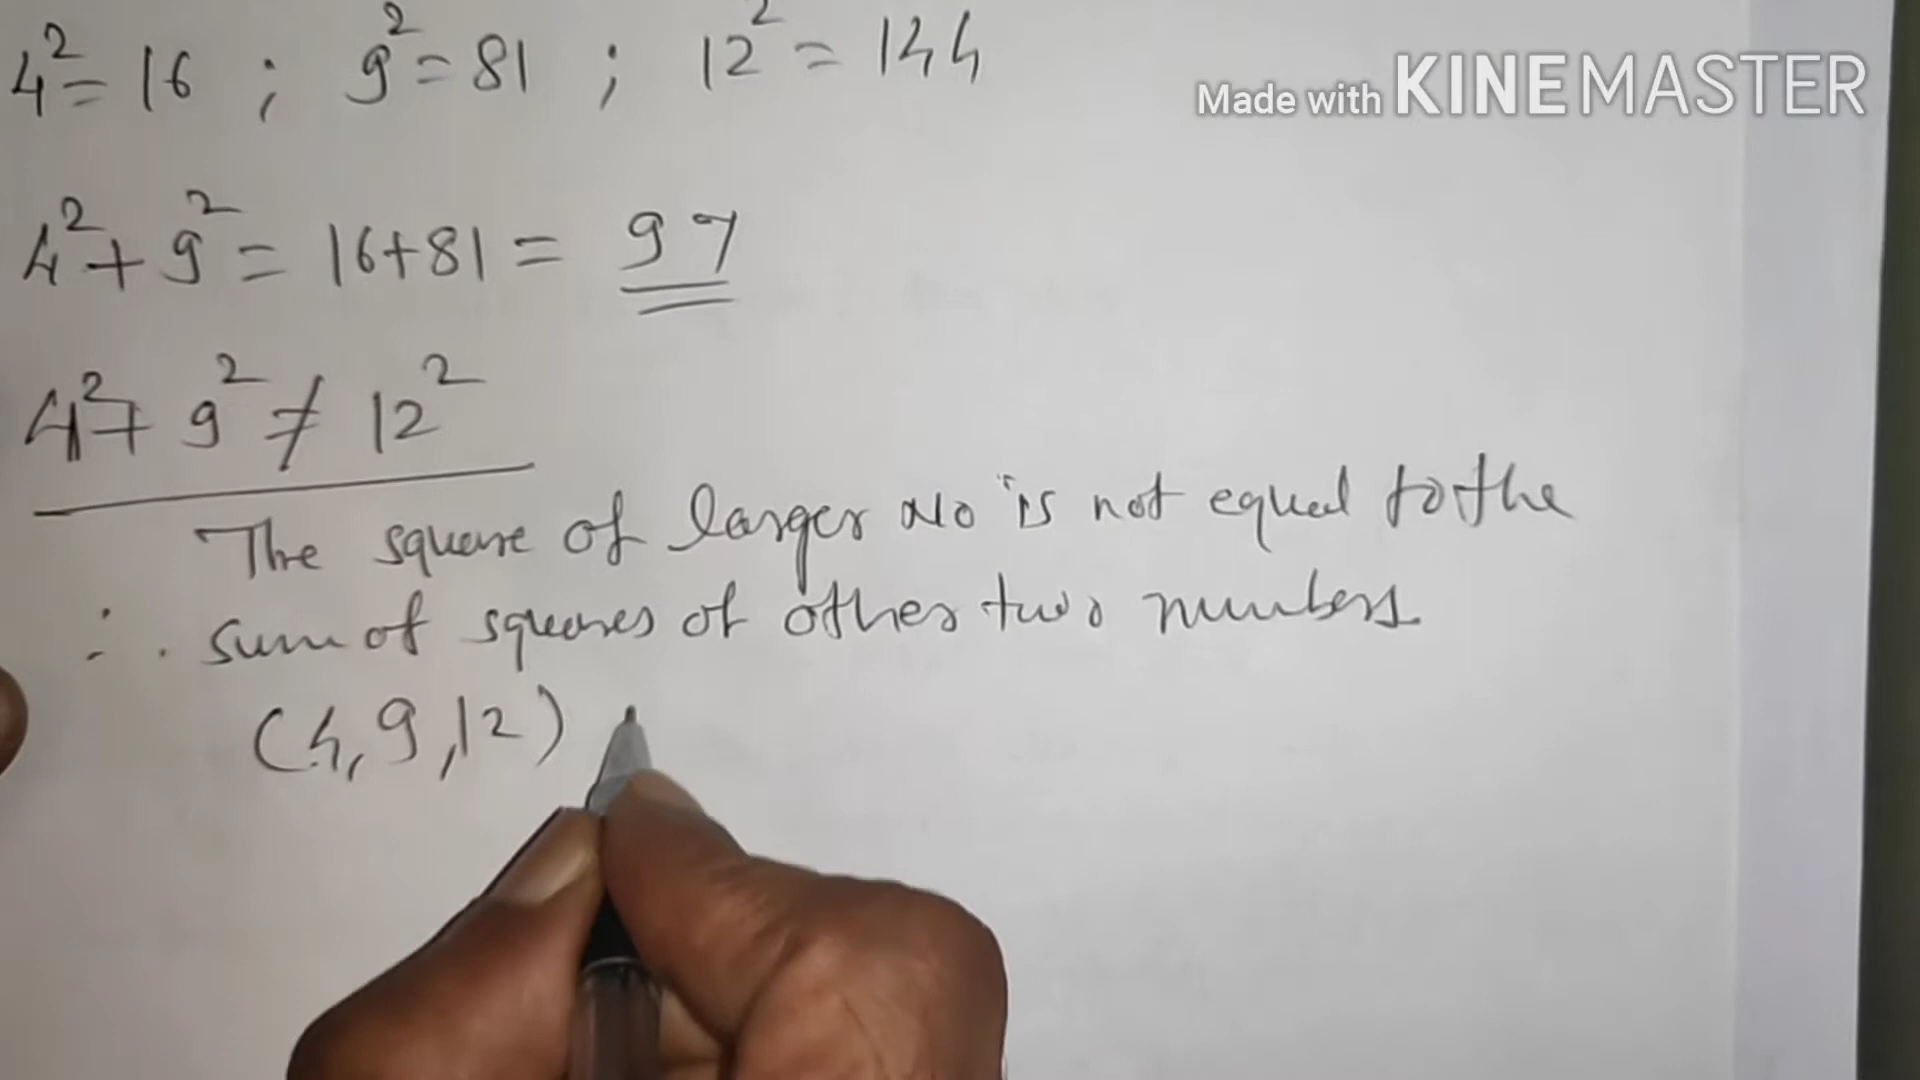 4² = 16 ; 9² = 81 ; 12² = 144
Made with KINEMASTER
4² + 9² = 16+81 = 97
4² + 9² ≠ 12²
The square of larger No is not equal to the
∴ sum of squares of other two numbers.
(4, 9, 12)